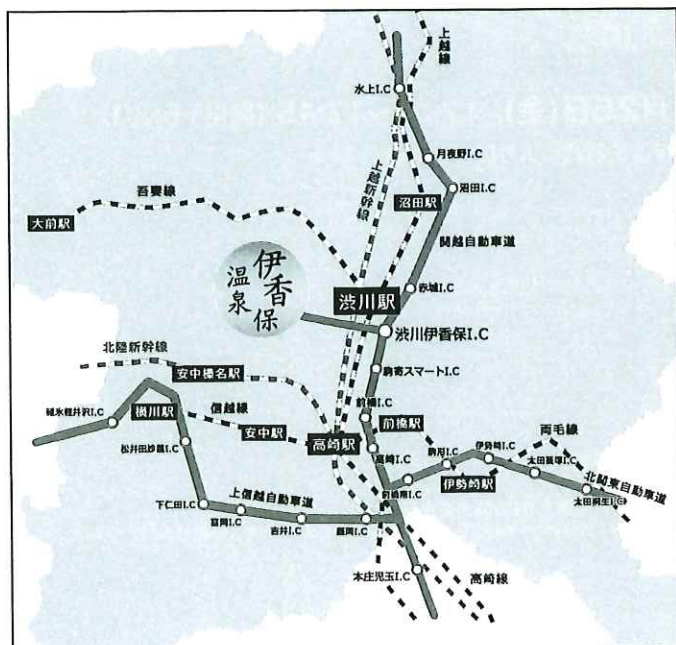 上越線
水上I.C
月夜野I.C
上越新幹線
沼田I.C
沼田駅
吾妻線
大前駅
関越自動車道
伊香保
温泉
赤城I.C
渋川駅
渋川伊香保I.C
北陸新幹線
安中榛名駅
駒寄スマートI.C
碓氷軽井沢I.C
横川駅
信越線
前橋I.C
前橋駅
安中駅
高崎駅
両毛線
松井田妙義I.C
高崎I.C
駒形I.C
伊勢崎I.C
太田藪塚I.C
北関東自動車道
前橋南I.C
伊勢崎駅
太田桐生I.C
上信越自動車道
下仁田I.C
富岡I.C
吉井I.C
藤岡I.C
本庄児玉I.C
高崎線